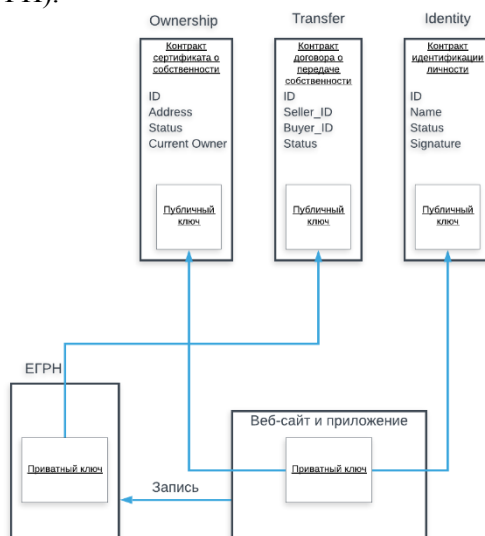 РН).
Ownership
Transfer
Identity
Контракт
сертификата о
собственности
ID
Address
Status
Current Owner
Публичный
ключ
Контракт
договора о
передаче
собственности
ID
Seller_ID
Buyer_ID
Status
Публичный
ключ
Контракт
идентификации
личности
ID
Name
Status
Signature
Публичный
ключ
ЕГРН
Приватный ключ
Запись
Веб-сайт и приложение
Приватный ключ